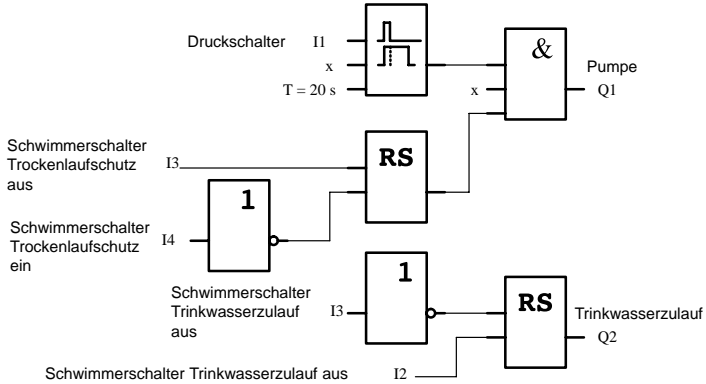 Druckschalter I1
x
T = 20 s
&
x
Pumpe
Q1
Schwimmerschalter
Trockenlaufschutz
aus
I3
RS
1
Schwimmerschalter
Trockenlaufschutz
ein
I4
1
Schwimmerschalter
Trinkwasserzulauf
aus
I3
RS
Trinkwasserzulauf
Q2
Schwimmerschalter Trinkwasserzulauf aus I2